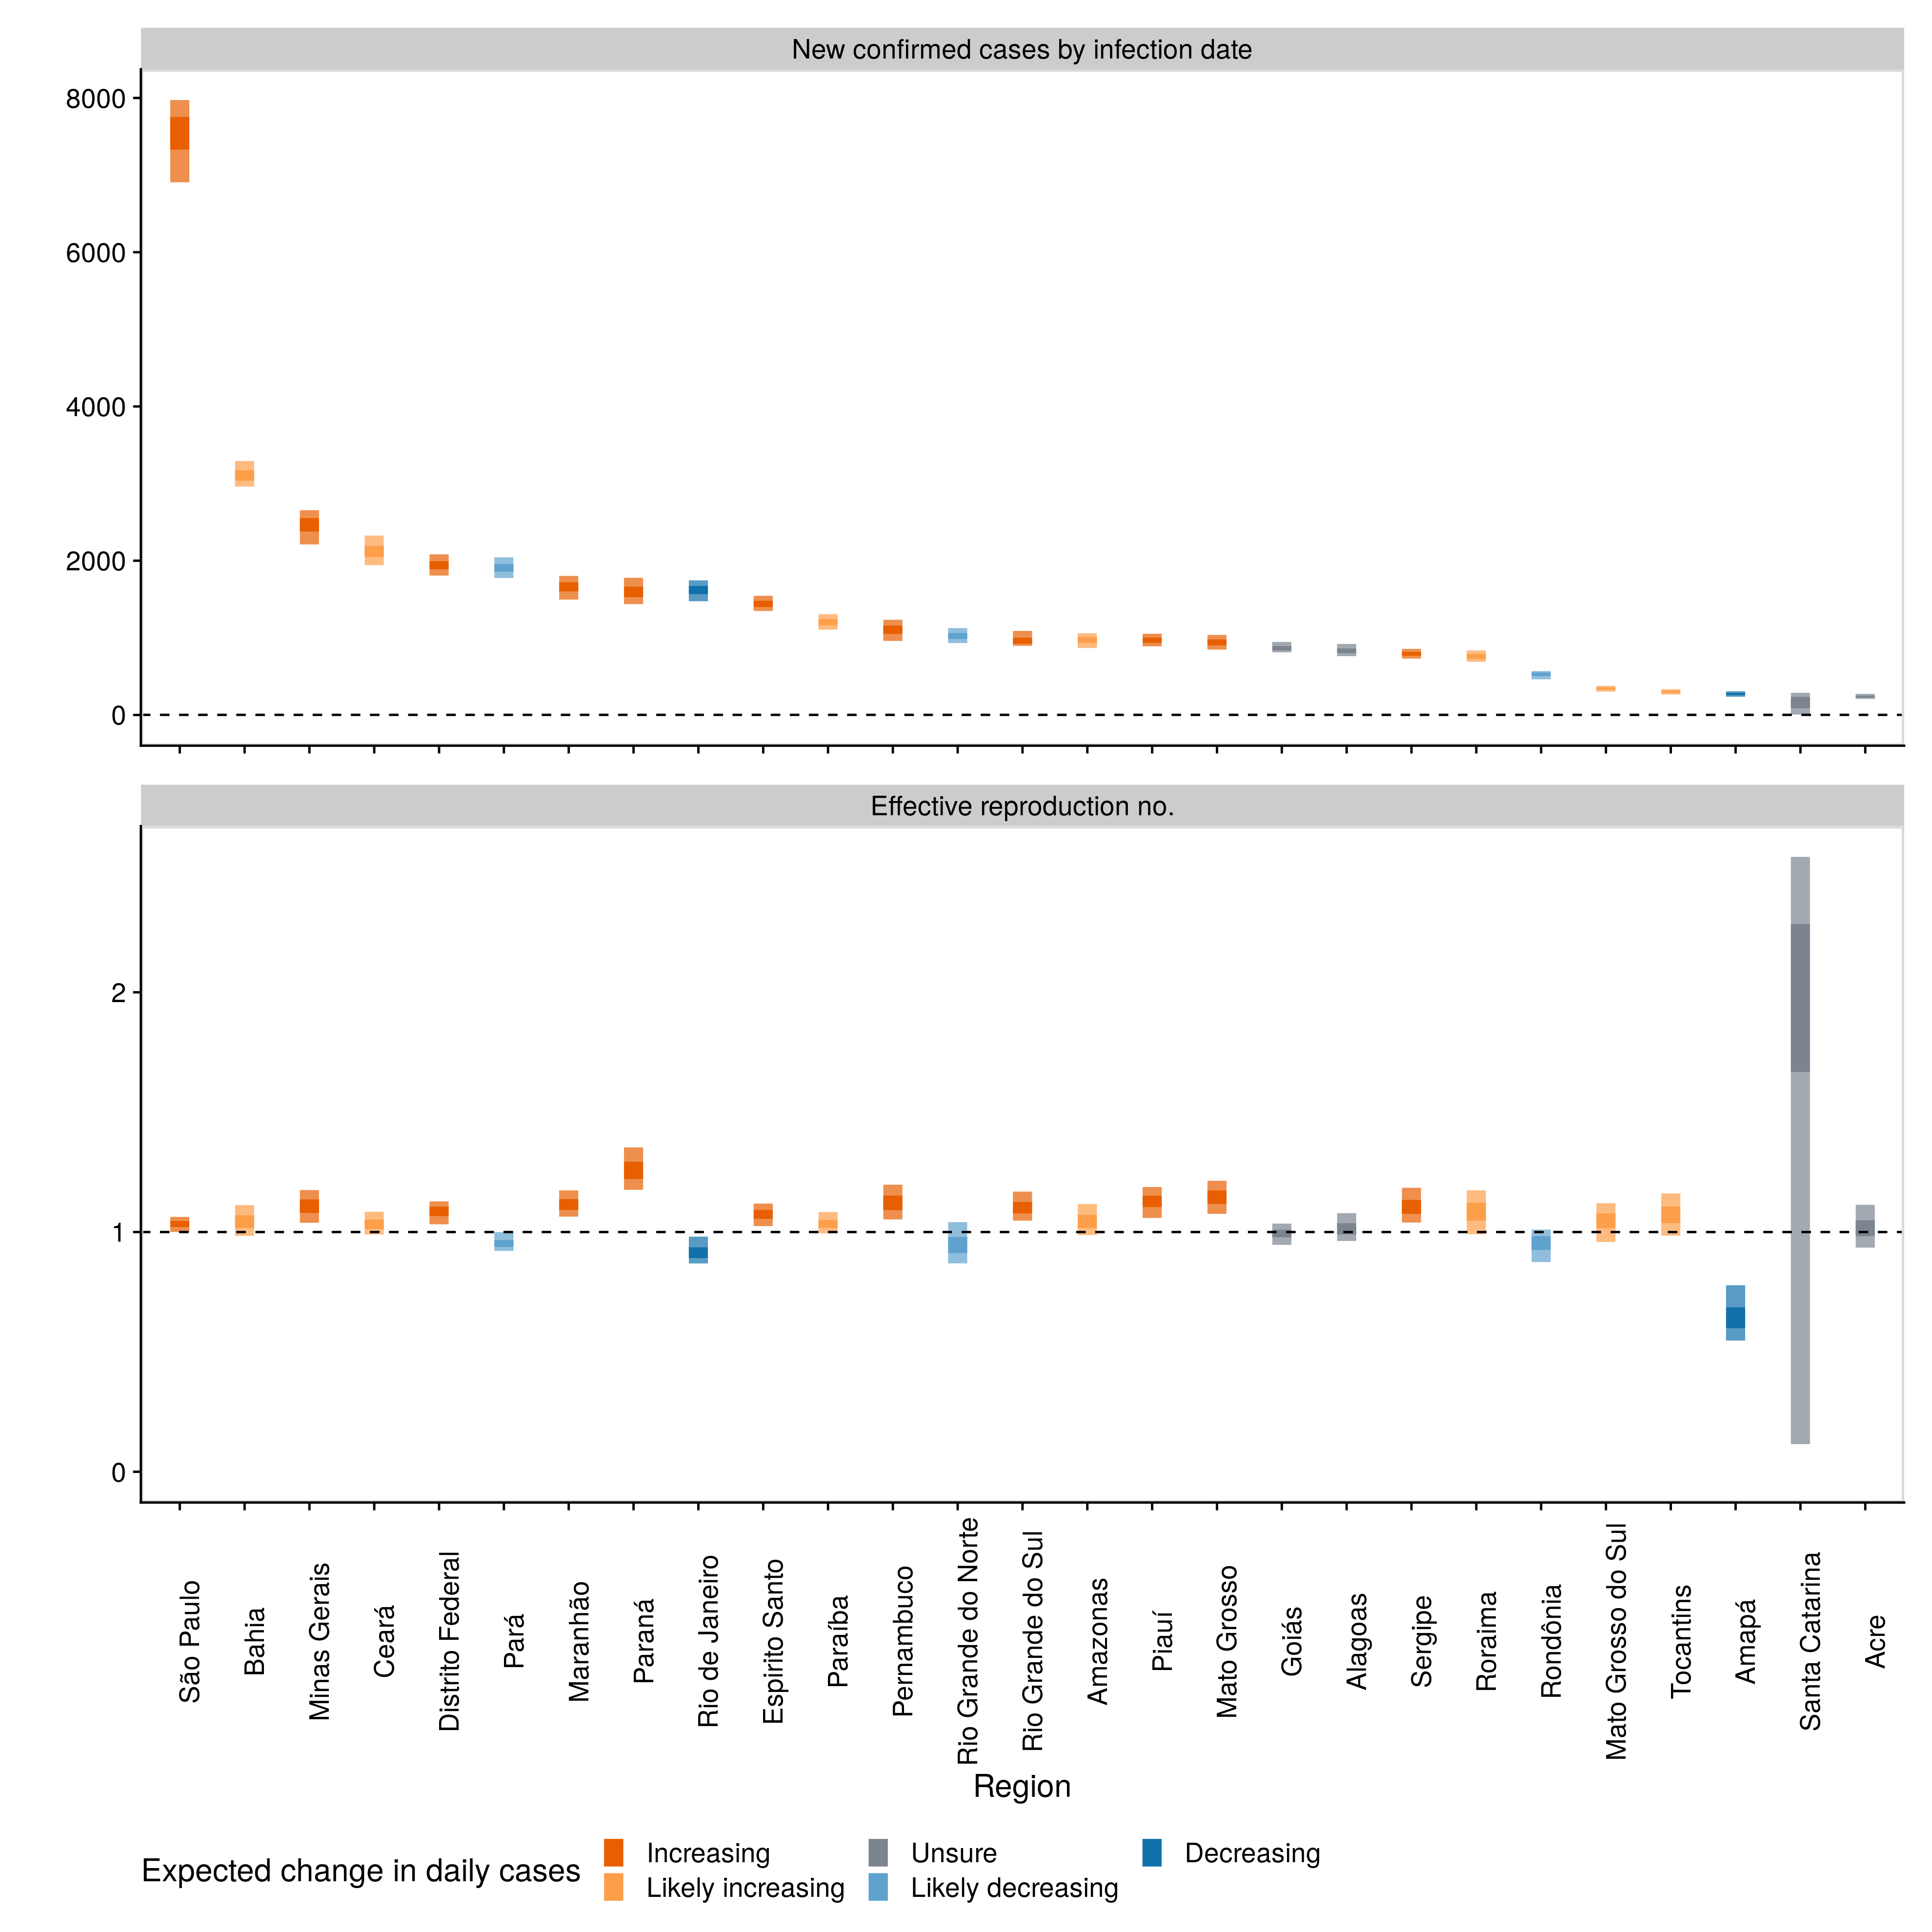 New confirmed cases by infection date
8000
6000
4000
2000
0
Effective reproduction no.
2
1
0
São Paulo
Bahia
Minas Gerais
Ceará
Distrito Federal
Pará
Maranhão
Paraná
Rio de Janeiro
Espirito Santo
Paraíba
Pernambuco
Rio Grande do Norte
Rio Grande do Sul
Amazonas
Piauí
Mato Grosso
Goiás
Alagoas
Sergipe
Roraima
Rondônia
Mato Grosso do Sul
Tocantins
Amapá
Santa Catarina
Acre
Region
Expected change in daily cases
Increasing
Likely increasing
Unsure
Likely decreasing
Decreasing